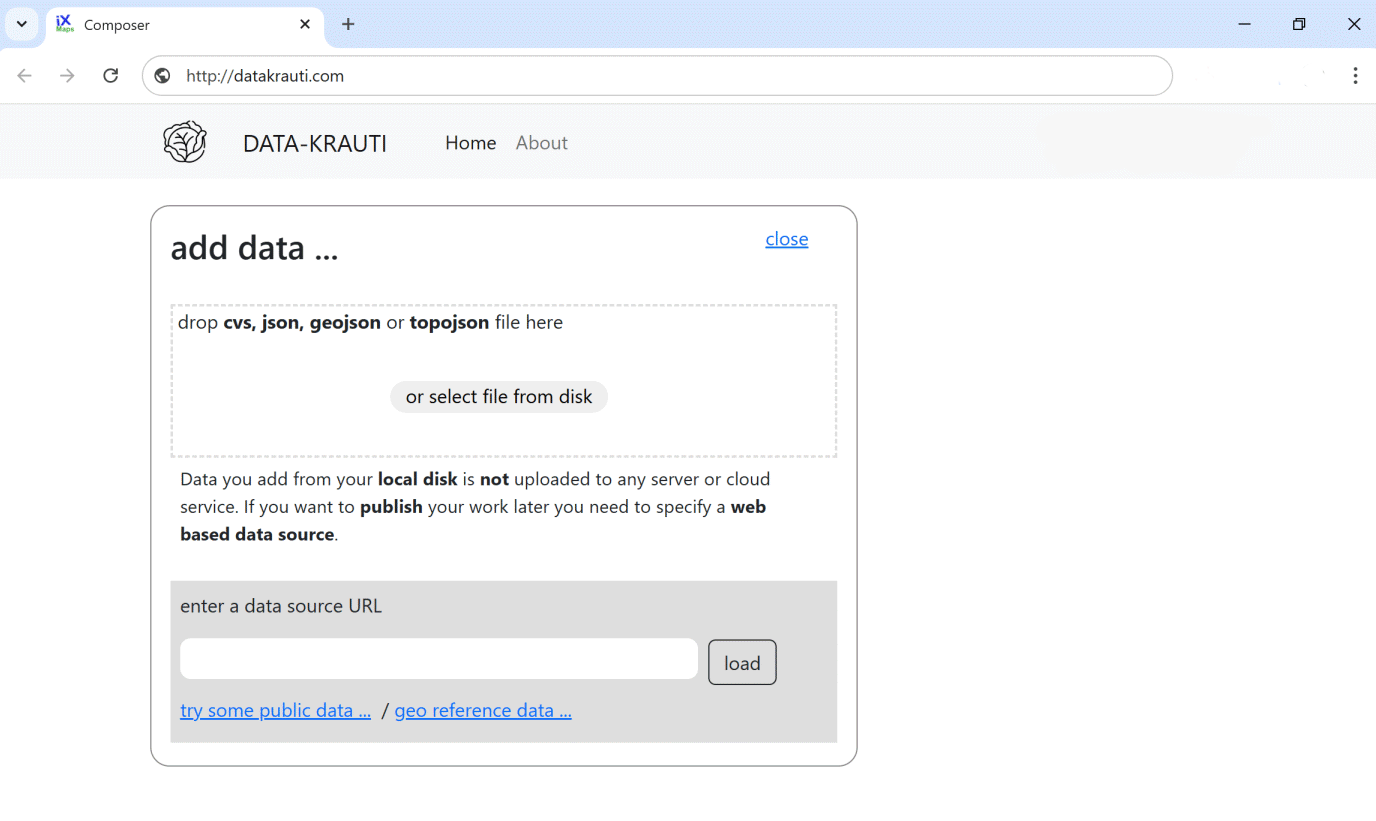 iX Maps Composer
http://datakrauti.com
DATA-KRAUTI Home About
add data ... close
drop cvs, json, geojson or topojson file here
or select file from disk
Data you add from your local disk is not uploaded to any server or cloud
service. If you want to publish your work later you need to specify a web
based data source.
enter a data source URL
load
try some public data ... / geo reference data ...